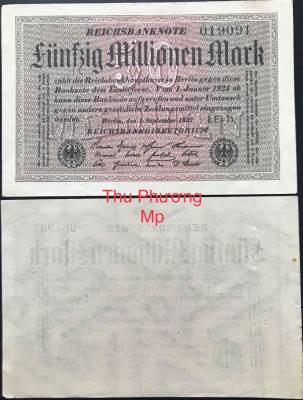 REICHSBANKNOTE 019091
Fünfzig Millionen Mark
zahlt die Reichsbankhauptkasse in Berlin gegen diese
Banknote dem Einlieferer. Vom 1. Januar 1924 ab
kann diese Banknote aufgerufen und unter Umtausch
gegen andere gesetzliche Zahlungsmittel eingezogen
werden
Berlin, den 1. September 1923
REICHSBANKDIREKTORIUM
Thu Phương
Mp